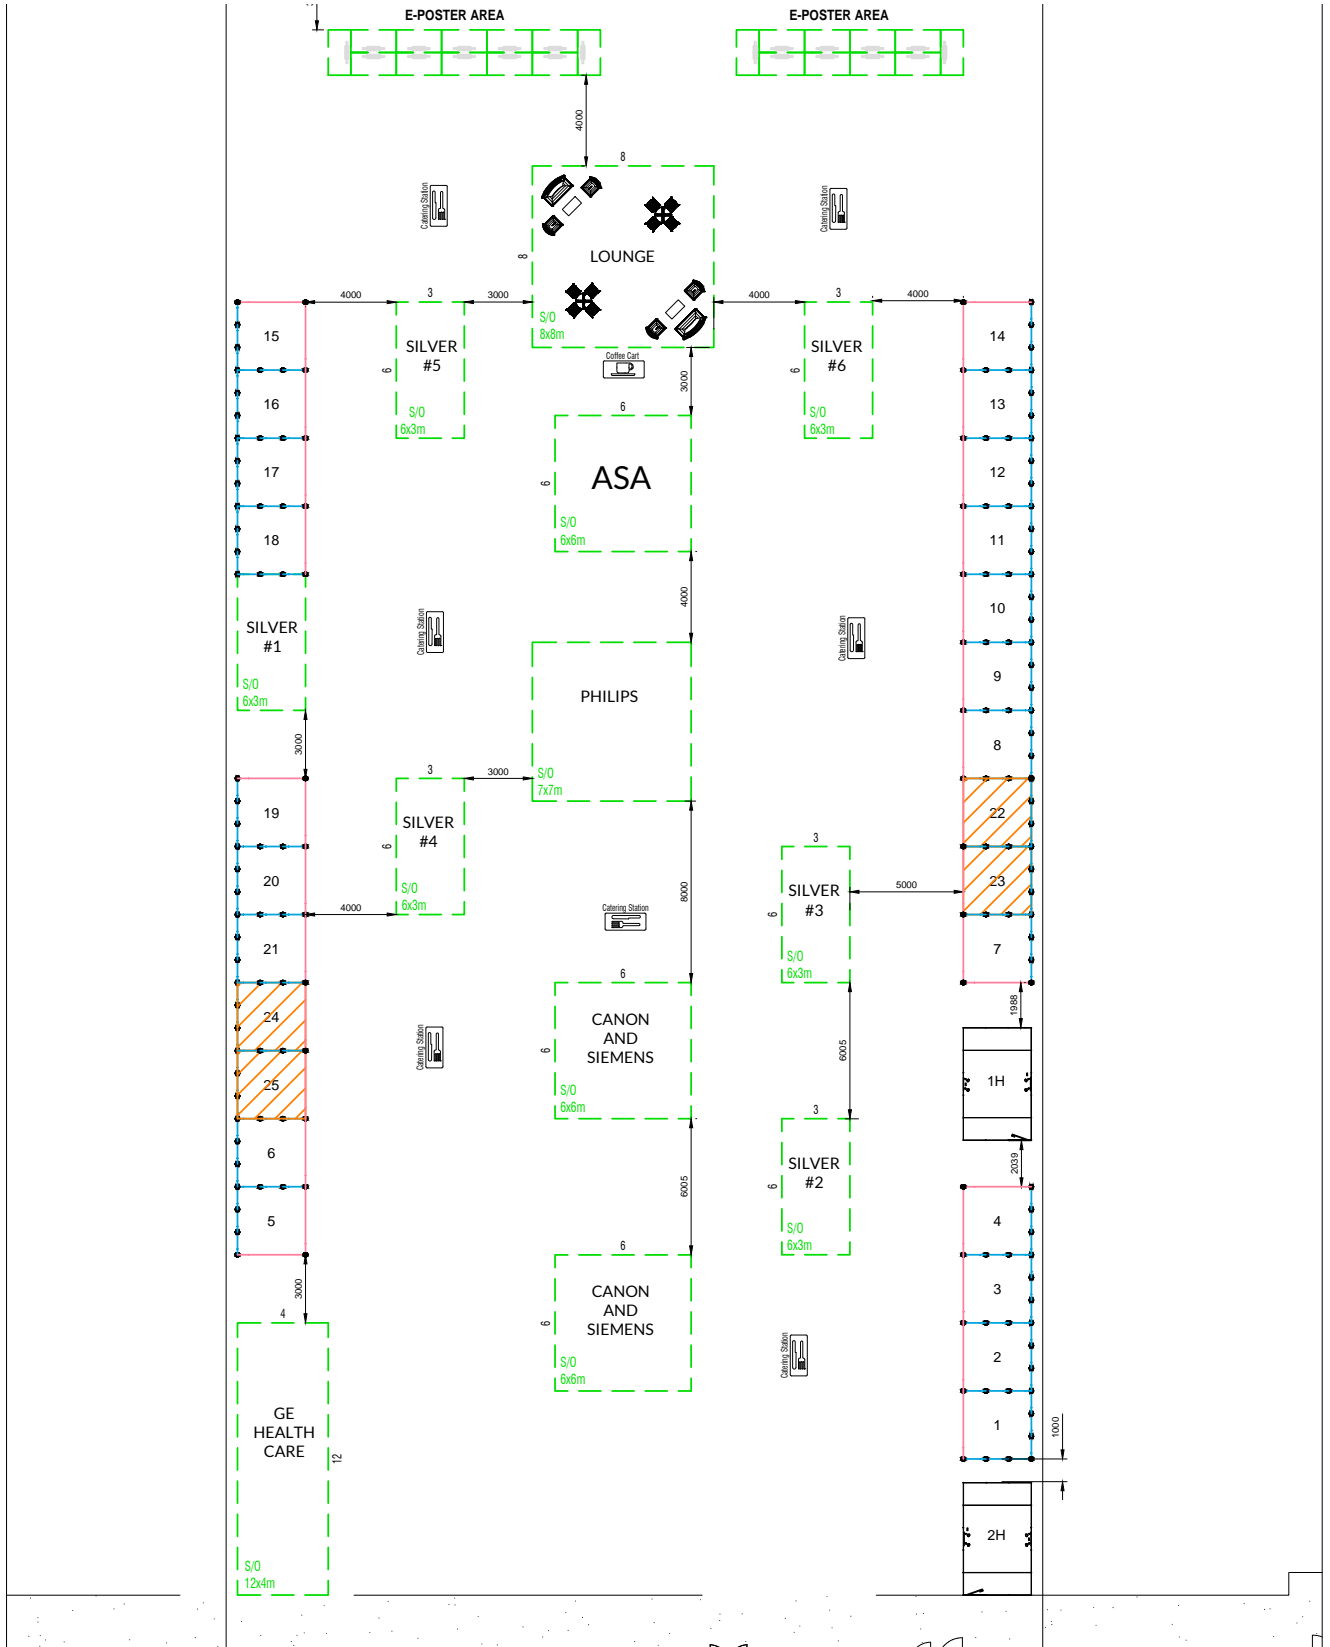 E-POSTER AREA
E-POSTER AREA
4000
8
8
LOUNGE
S/O
8x8m
Catering Station
Catering Station
4000
3
3000
4000
3
4000
15
16
17
18
SILVER
#5
6
S/O
6x3m
Coffee Cart
3000
SILVER
#6
6
S/O
6x3m
14
13
12
11
10
9
8
22
23
7
6
6
ASA
S/O
6x6m
4000
SILVER
#1
S/O
6x3m
3000
Catering Station
Catering Station
PHILIPS
S/O
7x7m
3
3000
SILVER
#4
6
S/O
6x3m
4000
19
20
21
24
25
6
5
8000
Catering Station
3
SILVER
#3
6
S/O
6x3m
5000
1988
6005
1H
2039
Catering Station
6
6
CANON
AND
SIEMENS
S/O
6x6m
6005
3
SILVER
#2
6
S/O
6x3m
4
3
2
1
1000
2H
3000
4
12
GE
HEALTH
CARE
S/O
12x4m
6
6
CANON
AND
SIEMENS
S/O
6x6m
Catering Station